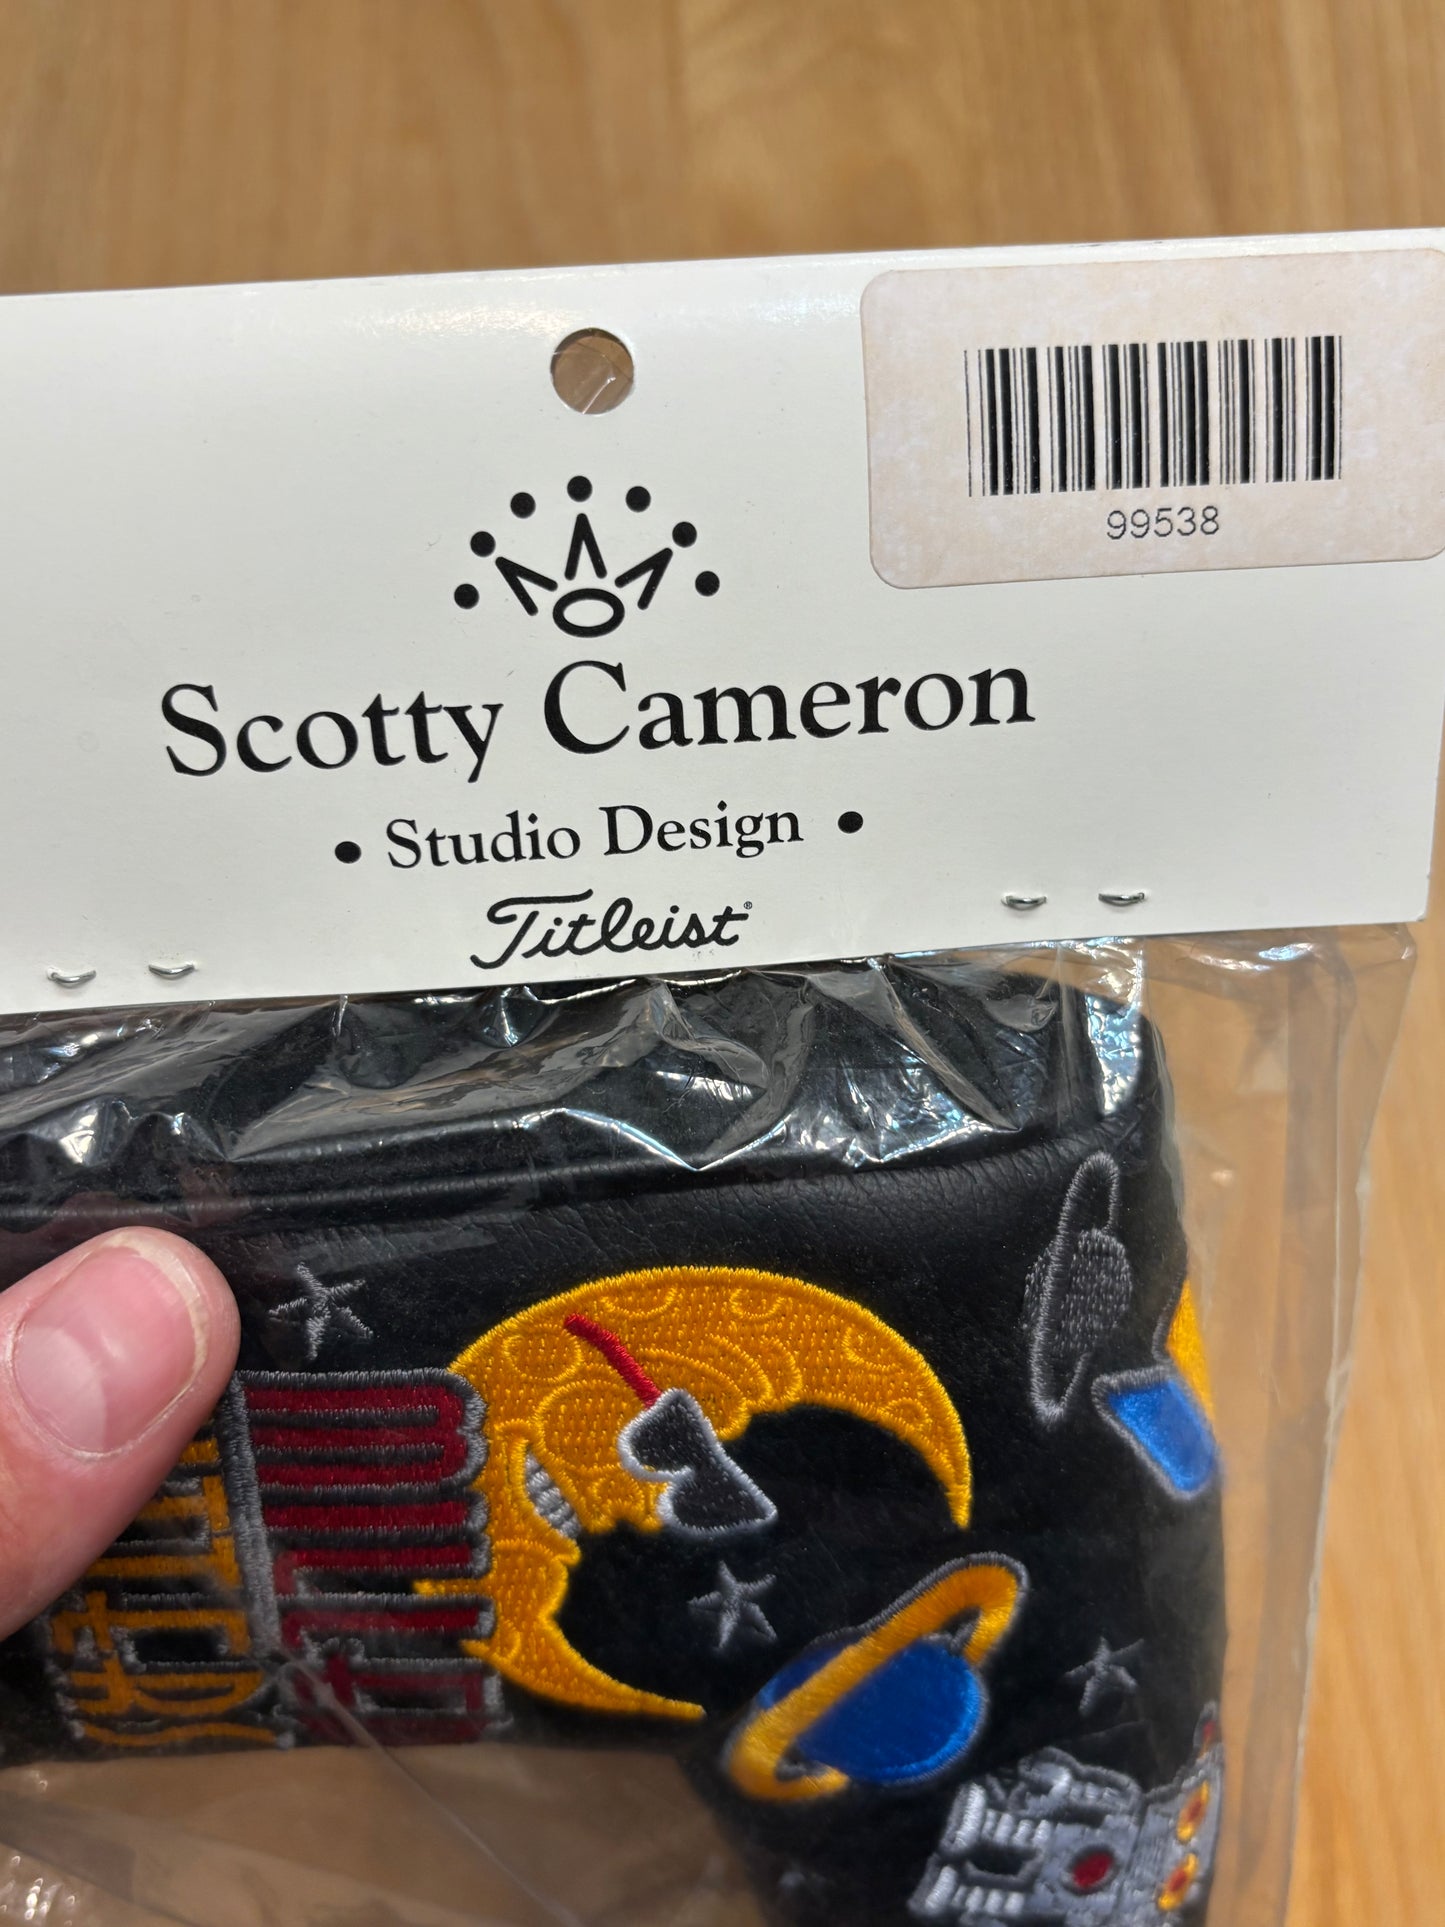 99538
Scotty Cameron
• Studio Design •
Titleist®